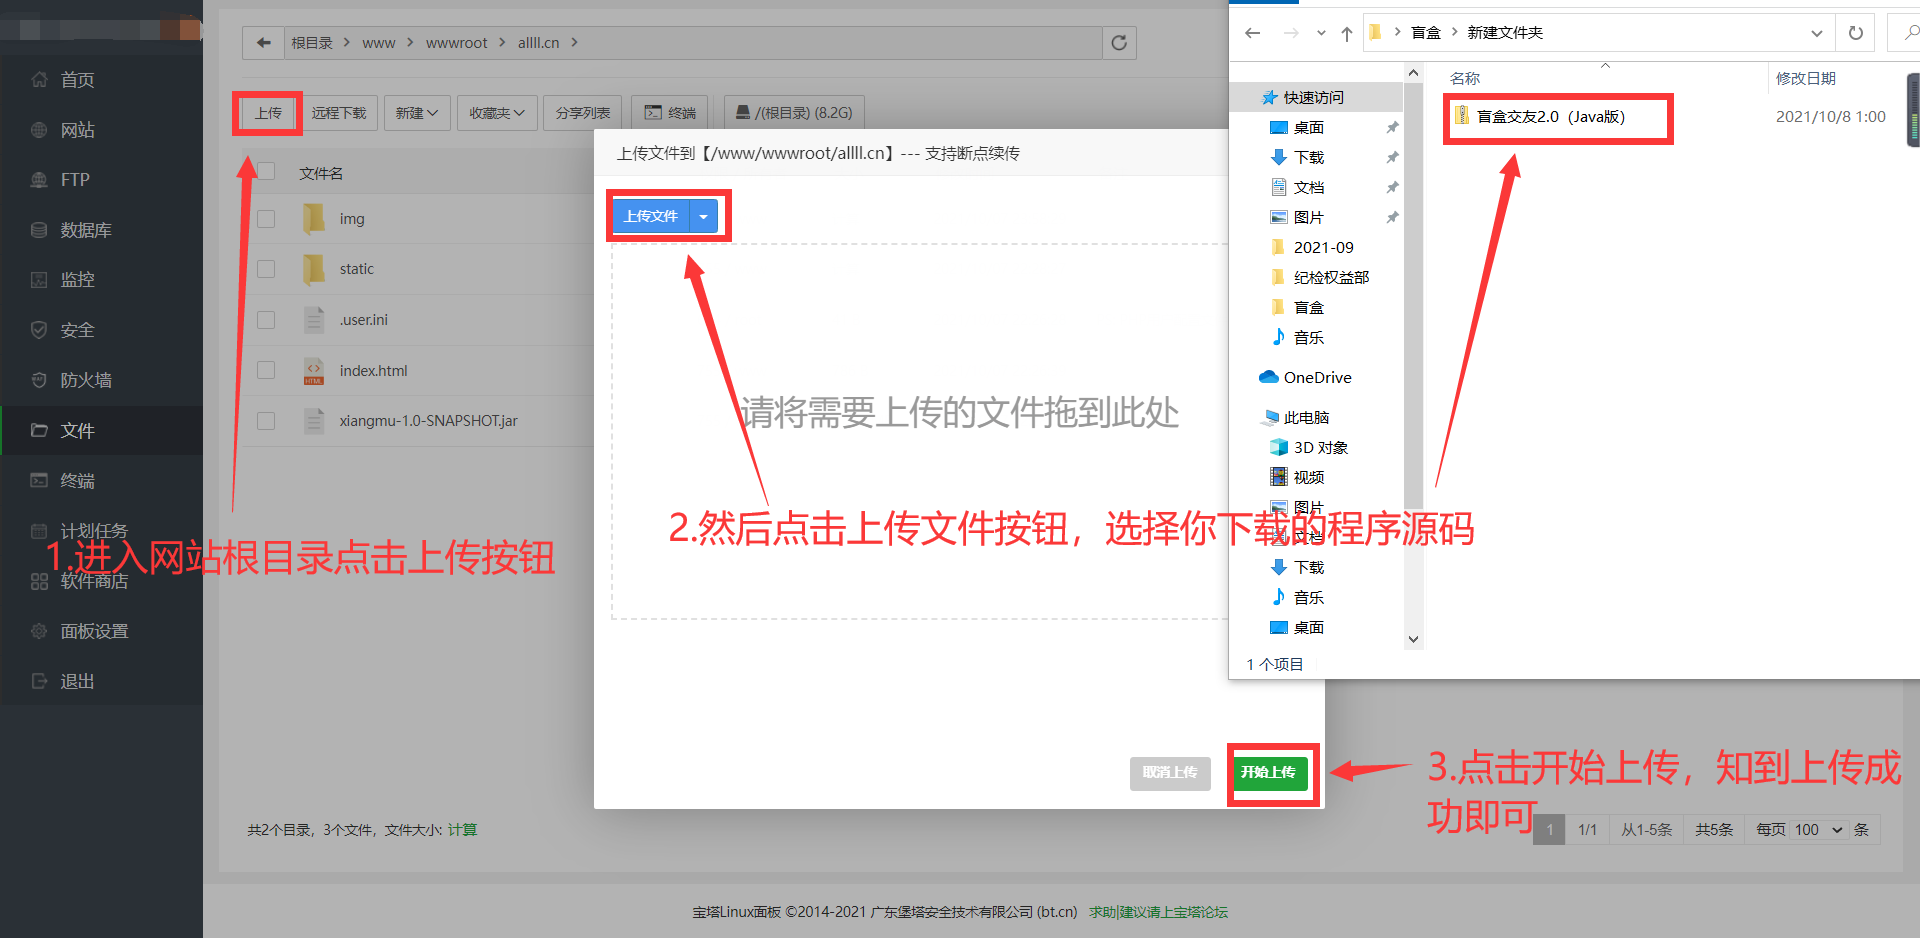 首页
网站
FTP
数据库
监控
安全
防火墙
文件
终端
计划任务
软件商店
面板设置
退出
根目录 > www > wwwroot > allll.cn >
上传 远程下载 新建 收藏夹 分享列表 终端 /(根目录) (8.2G)
文件名
img
static
.user.ini
index.html
xiangmu-1.0-SNAPSHOT.jar
共2个目录，3个文件，文件大小: 计算
上传文件到【/www/wwwroot/allll.cn】--- 支持断点续传
上传文件
请将需要上传的文件拖到此处
取消上传 开始上传
盲盒 > 新建文件夹
名称 修改日期
盲盒交友2.0（Java版） 2021/10/8 1:00
快速访问
桌面
下载
文档
图片
2021-09
纪检权益部
盲盒
音乐
OneDrive
此电脑
3D 对象
视频
图片
文档
下载
音乐
桌面
1 个项目
1.进入网站根目录点击上传按钮
2.然后点击上传文件按钮，选择你下载的程序源码
3.点击开始上传，知到上传成
功即可
1 1/1 从1-5条 共5条 每页 100 条
宝塔Linux面板 ©2014-2021 广东堡塔安全技术有限公司 (bt.cn) 求助|建议请上宝塔论坛